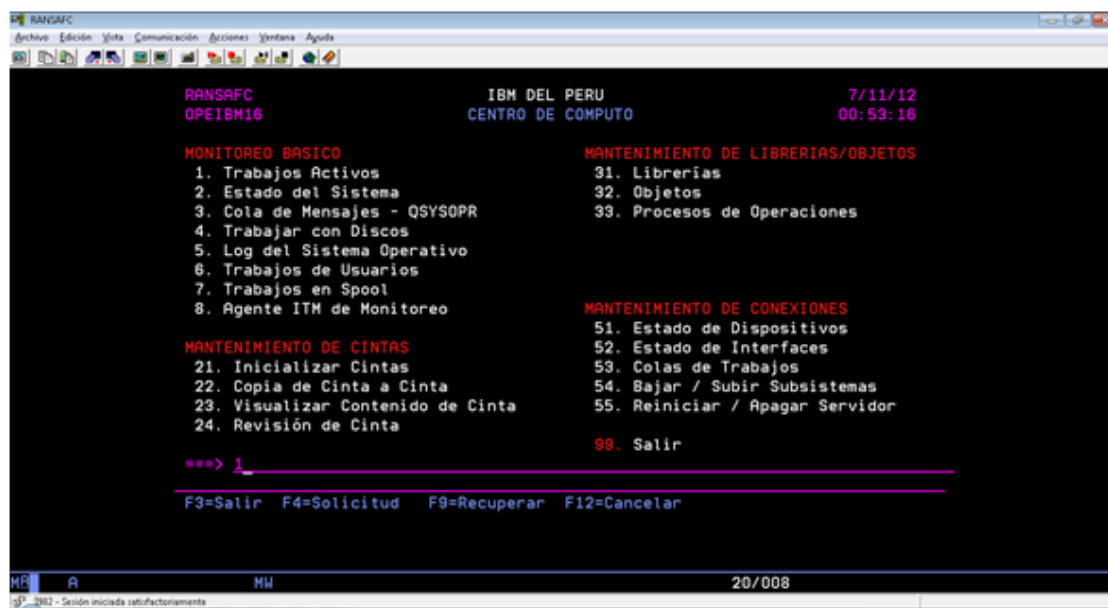 RANSAFC
Archivo Edición Vista Comunicación Acciones Ventana Ayuda
RANSAFC IBM DEL PERU 7/11/12
OPEIBM16 CENTRO DE COMPUTO 00:53:16
MONITOREO BASICO MANTENIMIENTO DE LIBRERIAS/OBJETOS
1. Trabajos Activos 31. Librerías
2. Estado del Sistema 32. Objetos
3. Cola de Mensajes - QSYSOPR 33. Procesos de Operaciones
4. Trabajar con Discos
5. Log del Sistema Operativo
6. Trabajos de Usuarios
7. Trabajos en Spool
8. Agente ITM de Monitoreo MANTENIMIENTO DE CONEXIONES
51. Estado de Dispositivos
MANTENIMIENTO DE CINTAS 52. Estado de Interfaces
21. Inicializar Cintas 53. Colas de Trabajos
22. Copia de Cinta a Cinta 54. Bajar / Subir Subsistemas
23. Visualizar Contenido de Cinta 55. Reiniciar / Apagar Servidor
24. Revisión de Cinta
99. Salir
===> 1
F3=Salir F4=Solicitud F9=Recuperar F12=Cancelar
MA A MW 20/008
I902 - Sesión iniciada satisfactoriamente